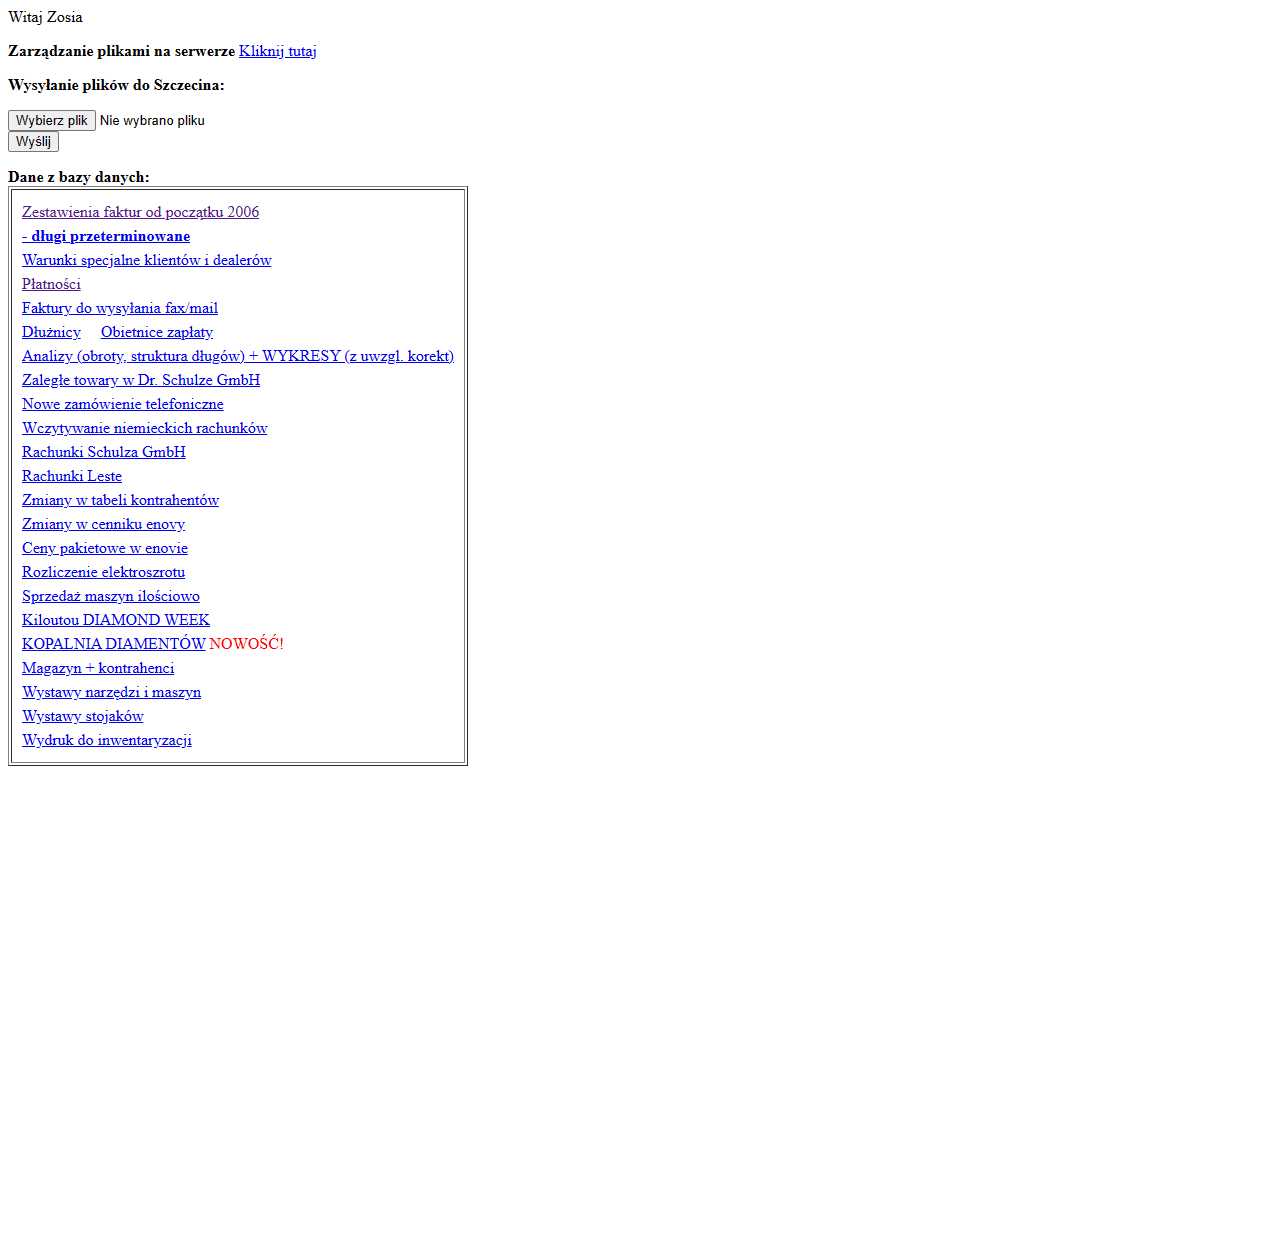 Witaj Zosia
Zarządzanie plikami na serwerze Kliknij tutaj
Wysyłanie plików do Szczecina:
Wybierz plik Nie wybrano pliku
Wyślij
Dane z bazy danych:
Zestawienia faktur od początku 2006
- długi przeterminowane
Warunki specjalne klientów i dealerów
Płatności
Faktury do wysyłania fax/mail
Dłużnicy Obietnice zapłaty
Analizy (obroty, struktura długów) + WYKRESY (z uwzgl. korekt)
Zaległe towary w Dr. Schulze GmbH
Nowe zamówienie telefoniczne
Wczytywanie niemieckich rachunków
Rachunki Schulza GmbH
Rachunki Leste
Zmiany w tabeli kontrahentów
Zmiany w cenniku enovy
Ceny pakietowe w enovie
Rozliczenie elektroszrotu
Sprzedaż maszyn ilościowo
Kiloutou DIAMOND WEEK
KOPALNIA DIAMENTÓW NOWOŚĆ!
Magazyn + kontrahenci
Wystawy narzędzi i maszyn
Wystawy stojaków
Wydruk do inwentaryzacji